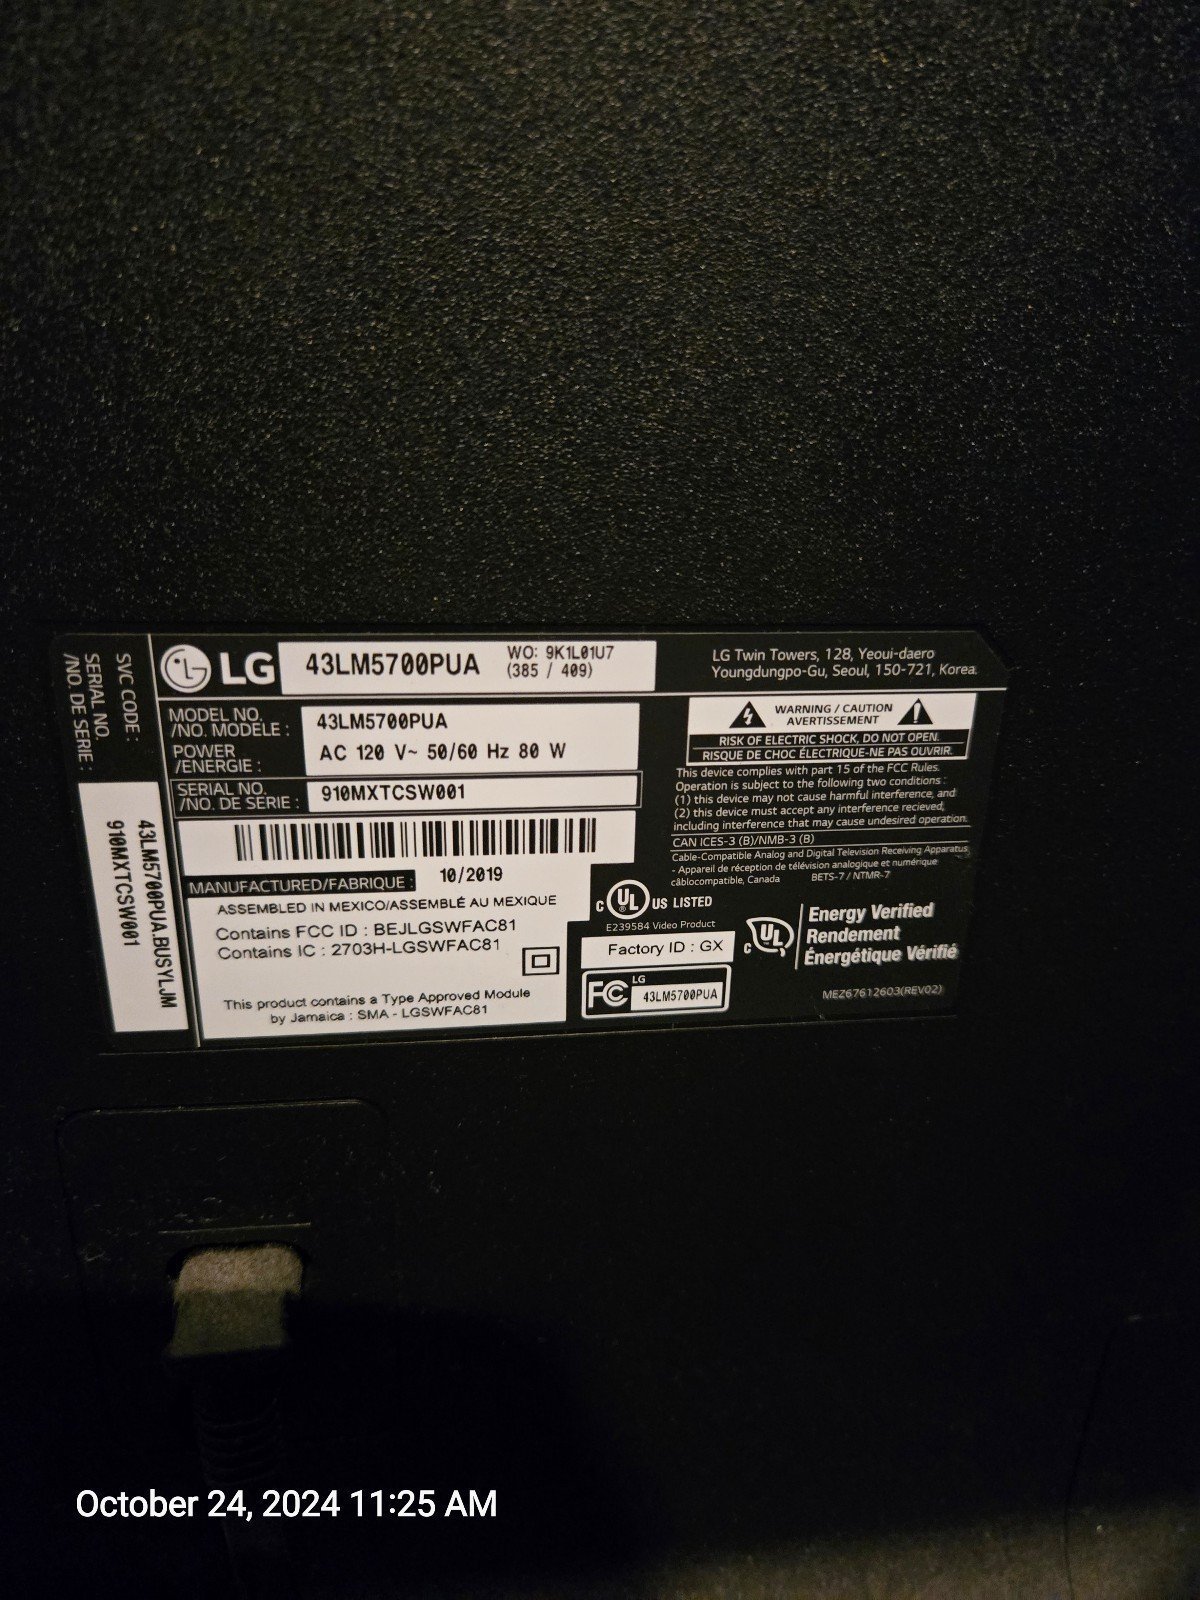 SVC CODE :
SERIAL NO.
/NO. DE SERIE :
43LM5700PUA.BUSYLJM
910MXTCSW001
LG
43LM5700PUA
WO: 9K1L01U7
(385 / 409)
LG Twin Towers, 128, Yeoui-daero
Youngdungpo-Gu, Seoul, 150-721, Korea.
MODEL NO.
/NO. MODÈLE :
43LM5700PUA
POWER
/ENERGIE :
AC 120 V~ 50/60 Hz 80 W
SERIAL NO.
/NO. DE SERIE :
910MXTCSW001
MANUFACTURED/FABRIQUE :
10/2019
ASSEMBLED IN MEXICO/ASSEMBLÉ AU MEXIQUE
Contains FCC ID : BEJLGSWFAC81
Contains IC : 2703H-LGSWFAC81
This product contains a Type Approved Module
by Jamaica : SMA - LGSWFAC81
WARNING / CAUTION
AVERTISSEMENT
RISK OF ELECTRIC SHOCK, DO NOT OPEN.
RISQUE DE CHOC ÉLECTRIQUE-NE PAS OUVRIR.
This device complies with part 15 of the FCC Rules.
Operation is subject to the following two conditions :
(1) this device may not cause harmful interference, and
(2) this device must accept any interference recieved,
including interference that may cause undesired operation.
CAN ICES-3 (B)/NMB-3 (B)
Cable-Compatible Analog and Digital Television Receiving Apparatus,
- Appareil de réception de télévision analogique et numérique
câblocompatible, Canada BETS-7 / NTMR-7
C UL ® US LISTED
E239584 Video Product
Factory ID : GX
FC LG
43LM5700PUA
C UL
Energy Verified
Rendement
Énergétique Vérifié
MEZ67612603(REV02)
October 24, 2024 11:25 AM